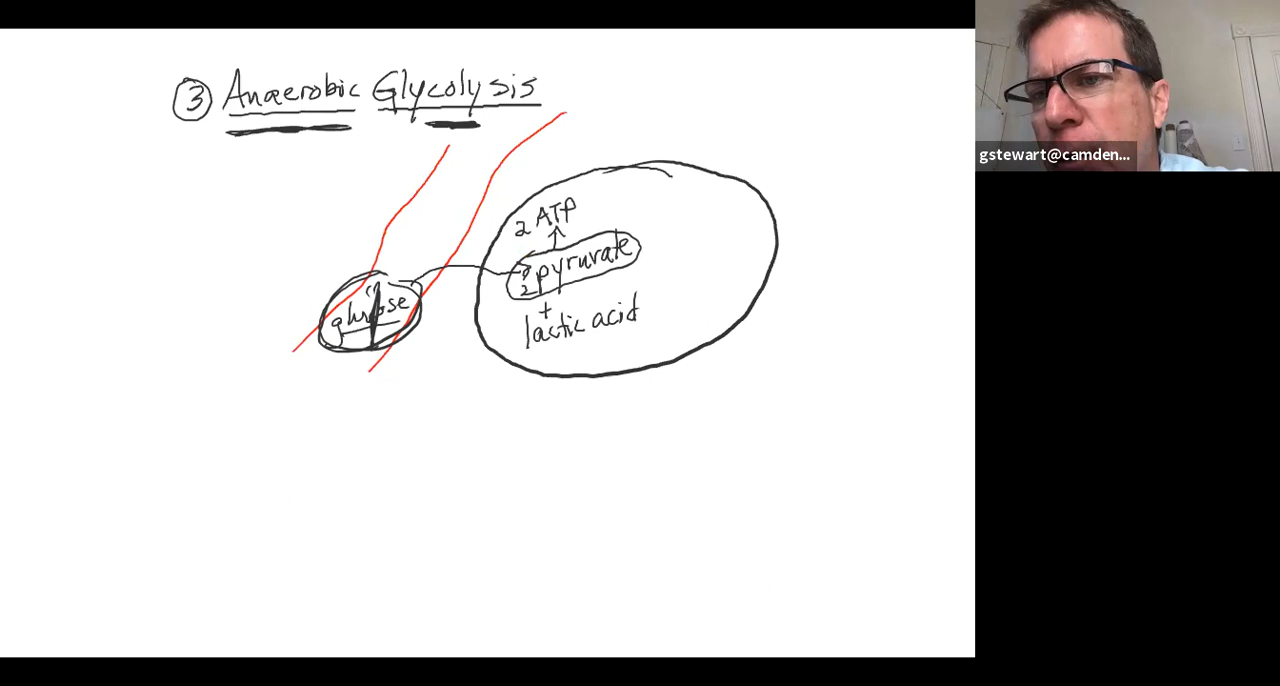 ③ Anaerobic Glycolysis
2 ATP
2 pyruvate
glucose
+
lactic acid
gstewart@camden...